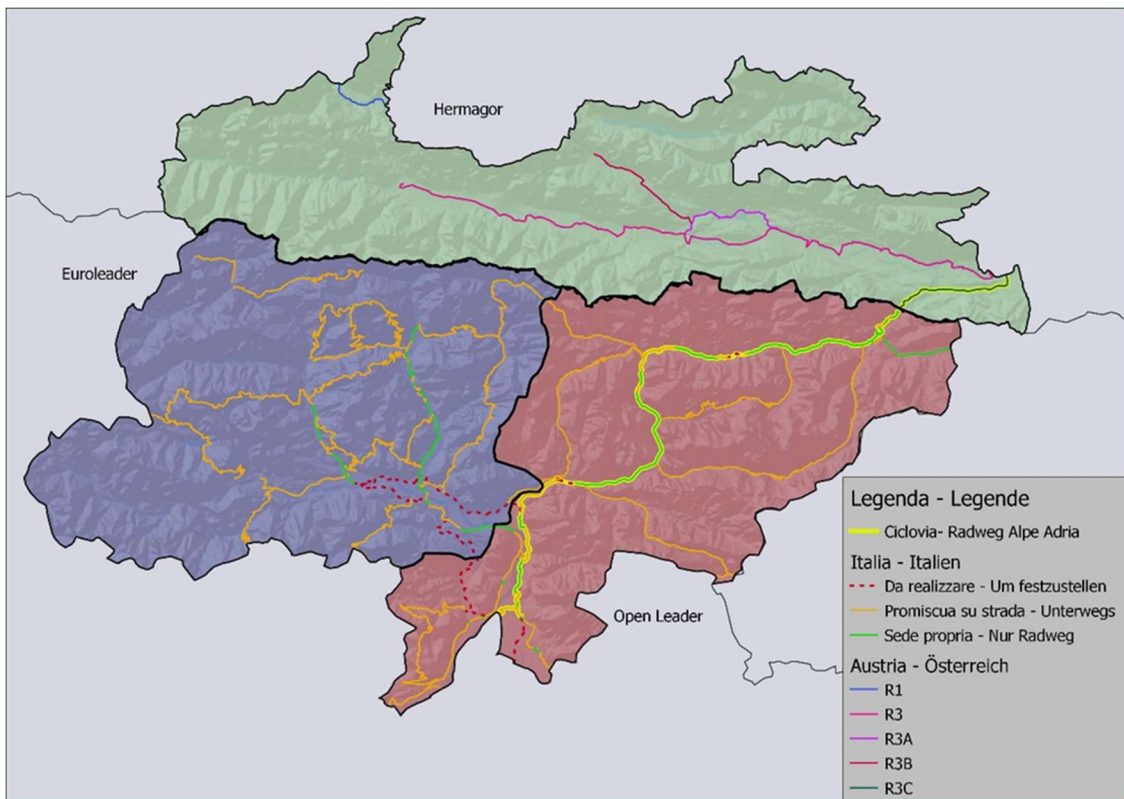 Hermagor
Euroleader
Open Leader
Legenda - Legende
Ciclovia- Radweg Alpe Adria
Italia - Italien
Da realizzare - Um festzustellen
Promiscua su strada - Unterwegs
Sede propria - Nur Radweg
Austria - Österreich
R1
R3
R3A
R3B
R3C